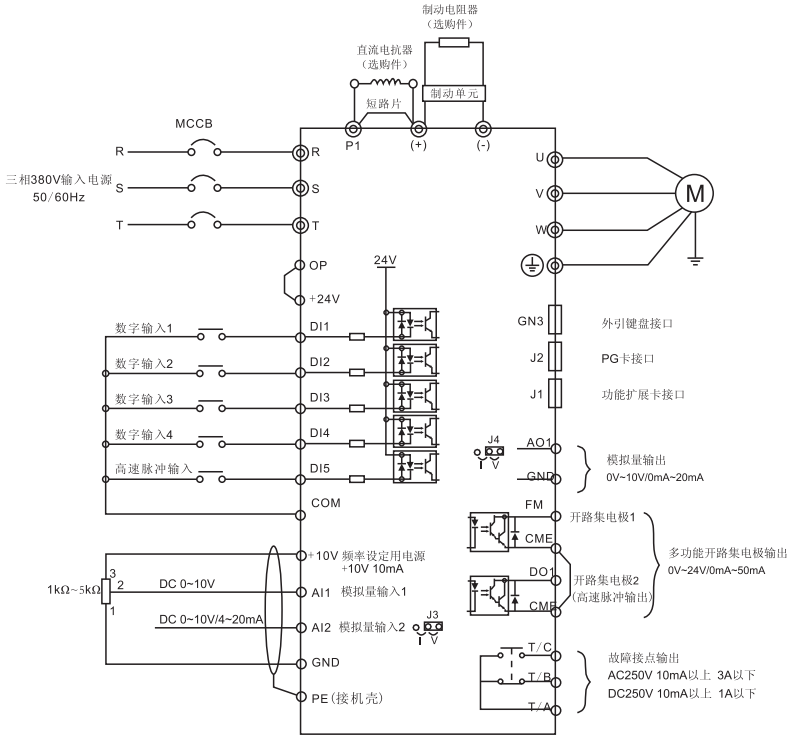 制动电阻器
(选购件)
直流电抗器
(选购件)
制动单元
短路片
P1
(+)
(-)
MCCB
R
R
三相380V输入电源
50/60Hz
S
S
T
T
U
V
W
M
OP
+24V
24V
数字输入1
DI1
数字输入2
DI2
数字输入3
DI3
数字输入4
DI4
高速脉冲输入
DI5
COM
GN3
外引键盘接口
J2
PG卡接口
J1
功能扩展卡接口
J4
I
V
AO1
GND
模拟量输出
0V~10V/0mA~20mA
FM
开路集电极1
CME
DO1
开路集电极2
(高速脉冲输出)
CME
多功能开路集电极输出
0V~24V/0mA~50mA
+10V 频率设定用电源
+10V 10mA
1kΩ~5kΩ
3
2
1
DC 0~10V
AI1 模拟量输入1
DC 0~10V/4~20mA
AI2 模拟量输入2
J3
I
V
GND
PE(接机壳)
T/C
T/B
T/A
故障接点输出
AC250V 10mA以上 3A以下
DC250V 10mA以上 1A以下